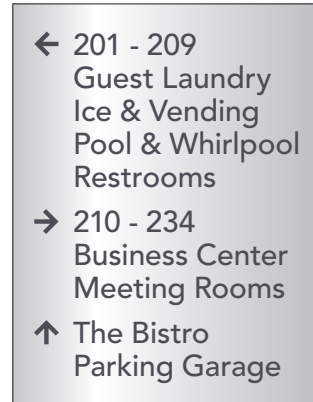 ← 201 - 209
Guest Laundry
Ice & Vending
Pool & Whirlpool
Restrooms
→ 210 - 234
Business Center
Meeting Rooms
↑ The Bistro
Parking Garage